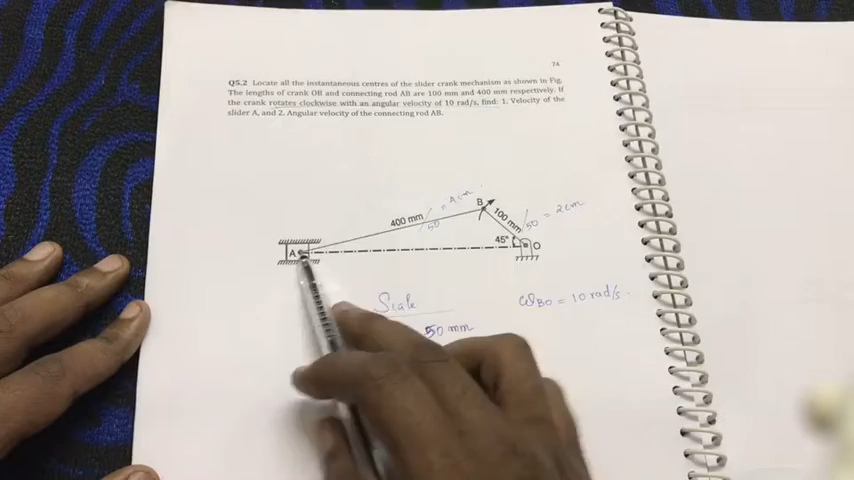 74
Q5.2 Locate all the instantaneous centres of the slider crank mechanism as shown in Fig.
The lengths of crank OB and connecting rod AB are 100 mm and 400 mm respectively. If
the crank rotates clockwise with an angular velocity of 10 rad/s, find: 1. Velocity of the
slider A, and 2. Angular velocity of the connecting rod AB.
B
400 mm/50
100 mm/50 = 2cm
45°
O
A
Scale
50 mm
ωBO = 10 rad/s.